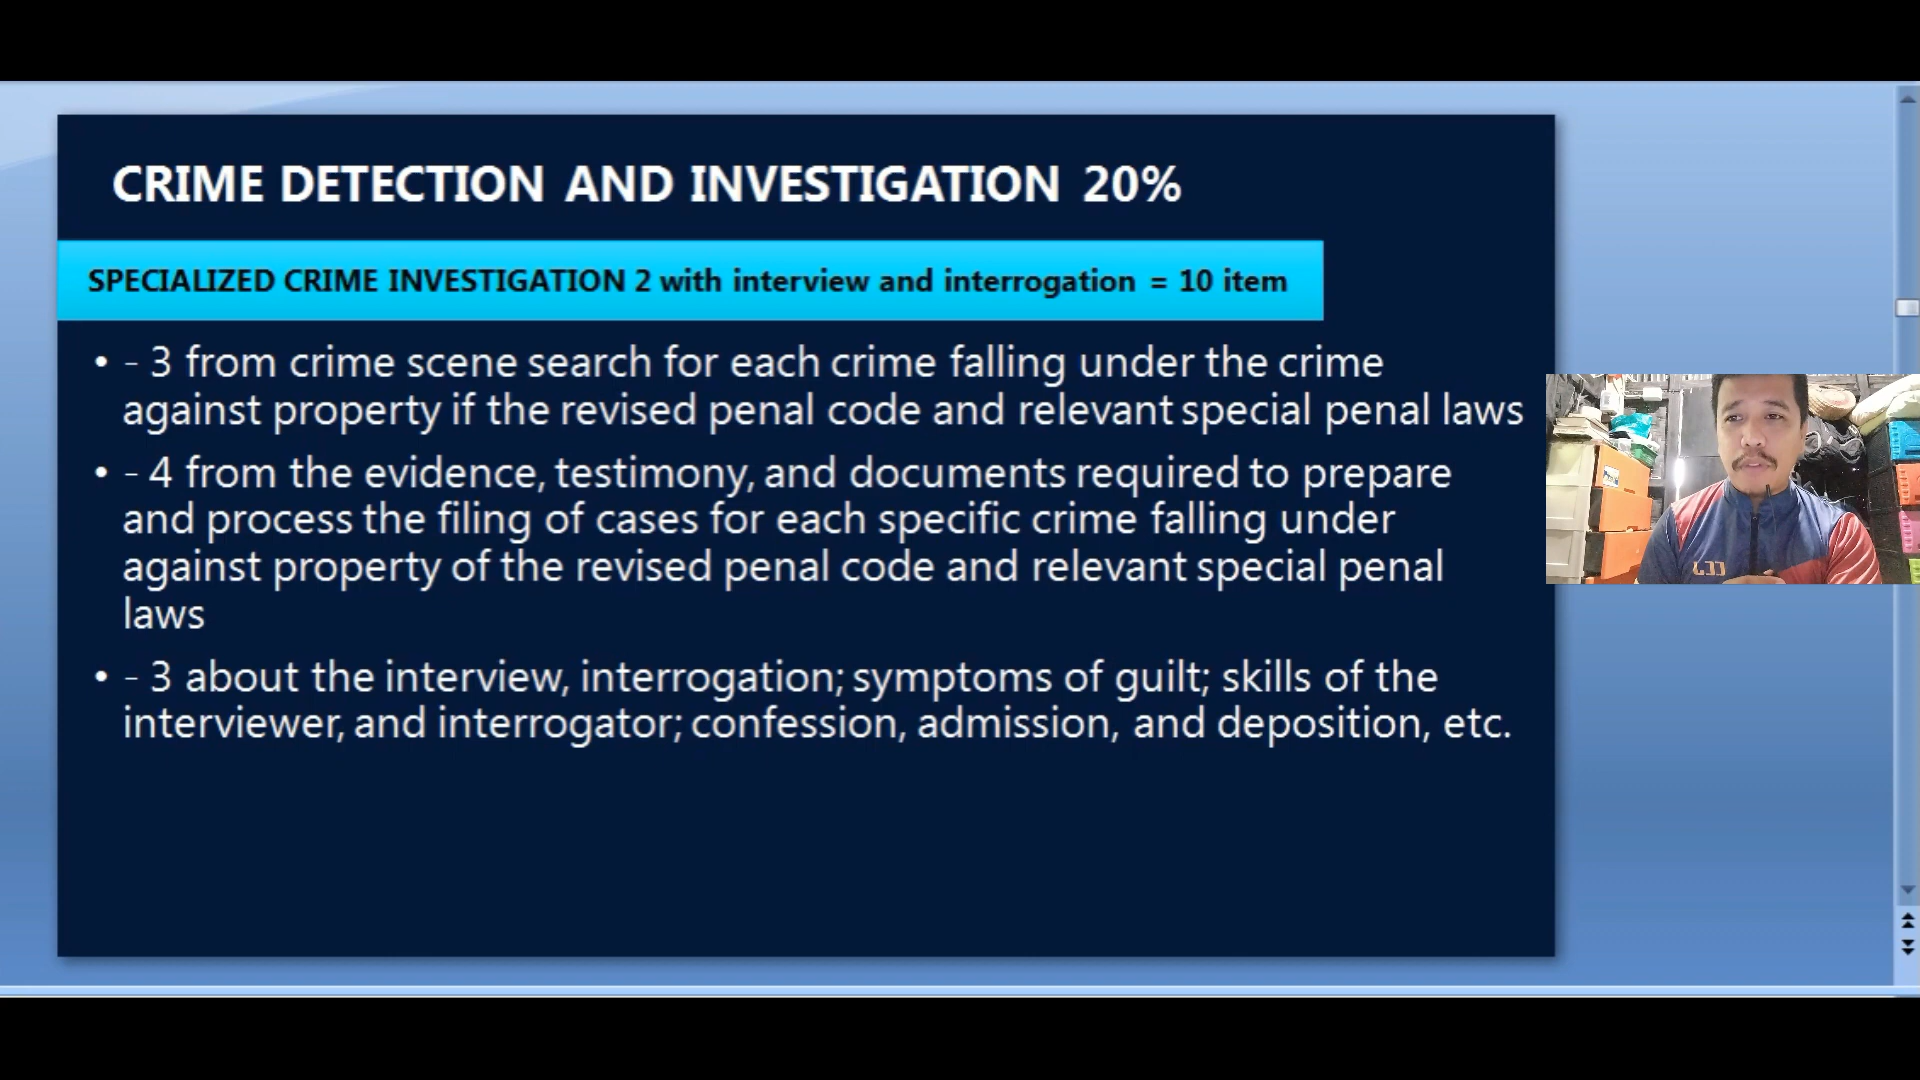 CRIME DETECTION AND INVESTIGATION 20%
SPECIALIZED CRIME INVESTIGATION 2 with interview and interrogation = 10 item
• - 3 from crime scene search for each crime falling under the crime
against property if the revised penal code and relevant special penal laws
• - 4 from the evidence, testimony, and documents required to prepare
and process the filing of cases for each specific crime falling under
against property of the revised penal code and relevant special penal
laws
• - 3 about the interview, interrogation; symptoms of guilt; skills of the
interviewer, and interrogator; confession, admission, and deposition, etc.